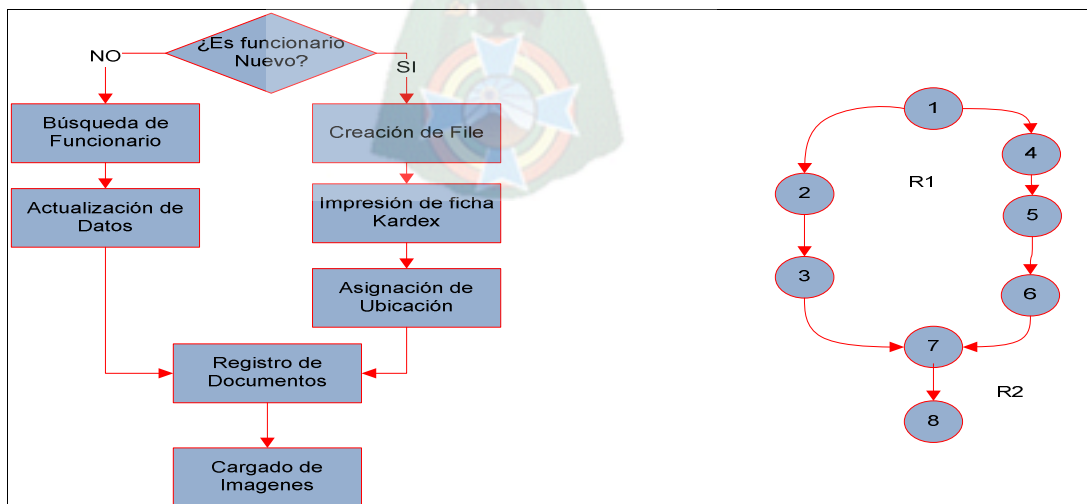 ¿Es funcionario
Nuevo?
NO
SI
Búsqueda de
Funcionario
Creación de File
Actualización de
Datos
Impresión de ficha
Kardex
Asignación de
Ubicación
Registro de
Documentos
Cargado de
Imagenes
1
4
R1
2
5
3
6
7
R2
8